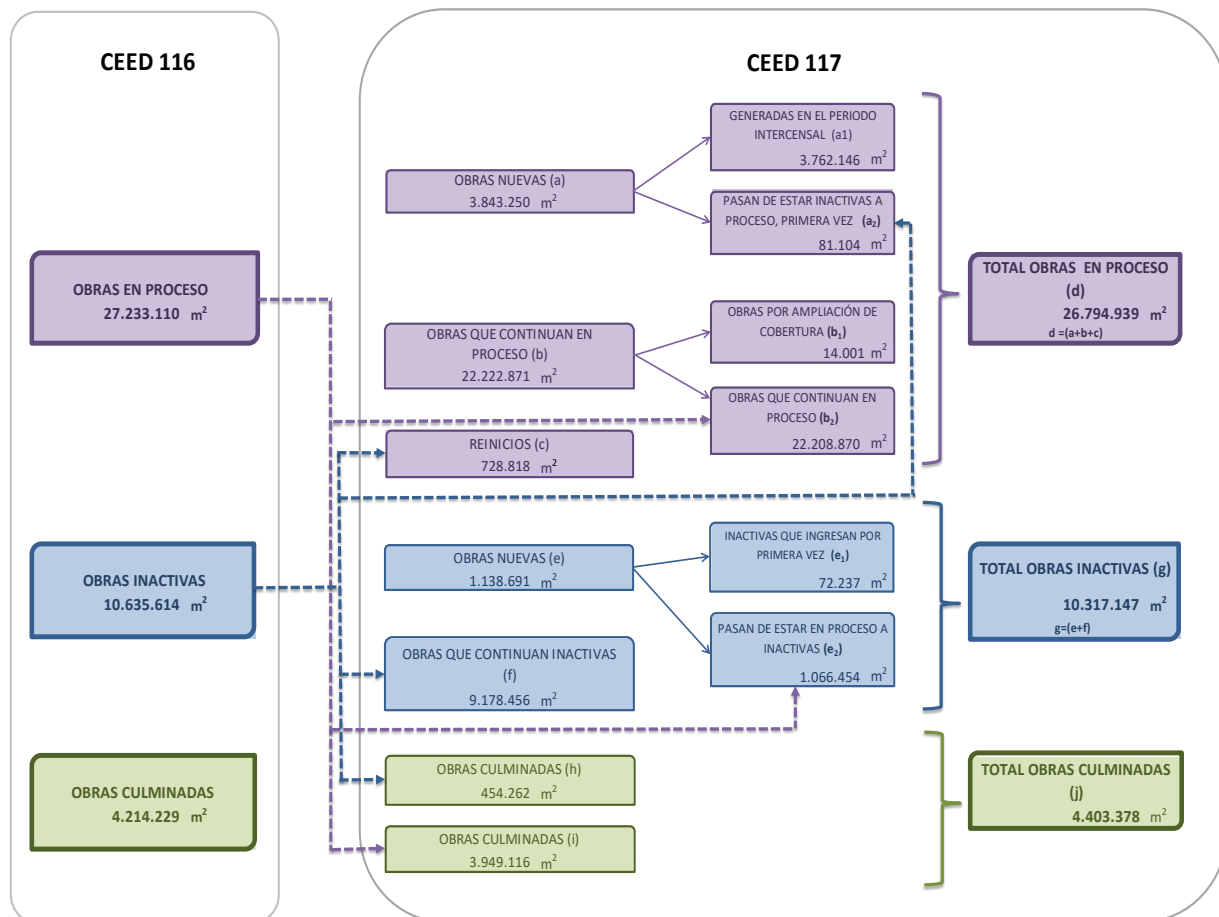 CEED 116
OBRAS EN PROCESO
27.233.110 m²
OBRAS INACTIVAS
10.635.614 m²
OBRAS CULMINADAS
4.214.229 m²
CEED 117
OBRAS NUEVAS (a)
3.843.250 m²
GENERADAS EN EL PERIODO
INTERCENSAL (a1)
3.762.146 m²
PASAN DE ESTAR INACTIVAS A
PROCESO, PRIMERA VEZ (a₂)
81.104 m²
OBRAS QUE CONTINUAN EN
PROCESO (b)
22.222.871 m²
OBRAS POR AMPLIACIÓN DE
COBERTURA (b₁)
14.001 m²
OBRAS QUE CONTINUAN EN
PROCESO (b₂)
22.208.870 m²
REINICIOS (c)
728.818 m²
TOTAL OBRAS EN PROCESO
(d)
26.794.939 m²
d =(a+b+c)
OBRAS NUEVAS (e)
1.138.691 m²
INACTIVAS QUE INGRESAN POR
PRIMERA VEZ (e₁)
72.237 m²
PASAN DE ESTAR EN PROCESO A
INACTIVAS (e₂)
1.066.454 m²
OBRAS QUE CONTINUAN INACTIVAS
(f)
9.178.456 m²
TOTAL OBRAS INACTIVAS (g)
10.317.147 m²
g=(e+f)
OBRAS CULMINADAS (h)
454.262 m²
OBRAS CULMINADAS (i)
3.949.116 m²
TOTAL OBRAS CULMINADAS
(j)
4.403.378 m²